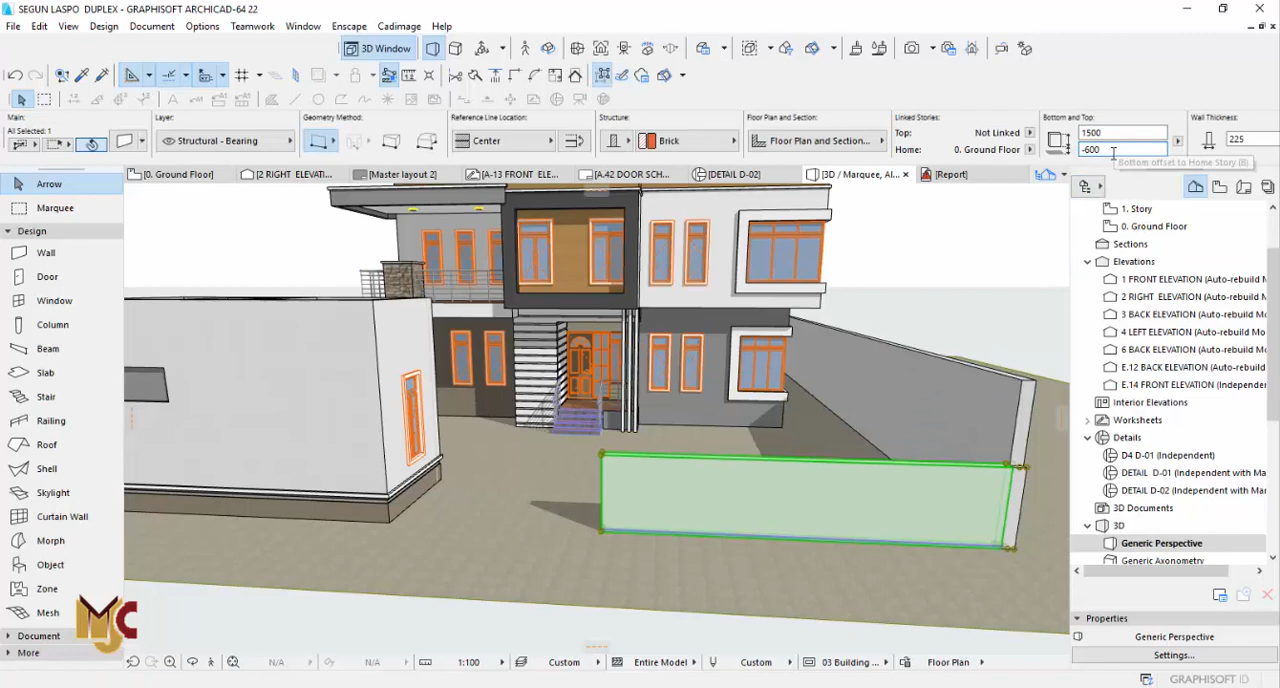 SEGUN LASPO DUPLEX - GRAPHISOFT ARCHICAD-64 22
File Edit View Design Document Options Teamwork Window Enscape Cadimage Help
3D Window
Main: Layer: Geometry Method: Reference Line Location: Structure: Floor Plan and Section: Linked Stories: Bottom and Top: Wall Thickness:
All Selected: 1
Structural - Bearing
Center
Brick
Floor Plan and Section...
Top: Not Linked
Home: 0. Ground Floor
1500
-600
225
Bottom offset to Home Story (B)
[0. Ground Floor]
[2 RIGHT ELEVATI...
[Master layout s
[A-13 FRONT ELE...
[A.42 DOOR SCH...
[DETAIL D-02]
[3D / Marquee, Al...
[Report]
Arrow
Marquee
Design
Wall
Door
Window
Column
Beam
Slab
Stair
Railing
Roof
Shell
Skylight
Curtain Wall
Morph
Object
Zone
Mesh
Document
More
MJC
1. Story
0. Ground Floor
Sections
Elevations
1 FRONT ELEVATION (Auto-rebuild M
2 RIGHT ELEVATION (Auto-rebuild M
3 BACK ELEVATION (Auto-rebuild Mo
4 LEFT ELEVATION (Auto-rebuild Mo
6 BACK ELEVATION (Auto-rebuild Mo
E.12 BACK ELEVATION (Auto-rebuild
E.14 FRONT ELEVATION (Independer
Interior Elevations
Worksheets
Details
D4 D-01 (Independent)
DETAIL D-01 (Independent with Mar
DETAIL D-02 (Independent with Mar
3D Documents
3D
Generic Perspective
Generic Axonometry
Properties
Generic Perspective
Settings...
N/A
N/A
1:100
Custom
Entire Model
Custom
03 Building ...
Floor Plan
GRAPHISOFT ID